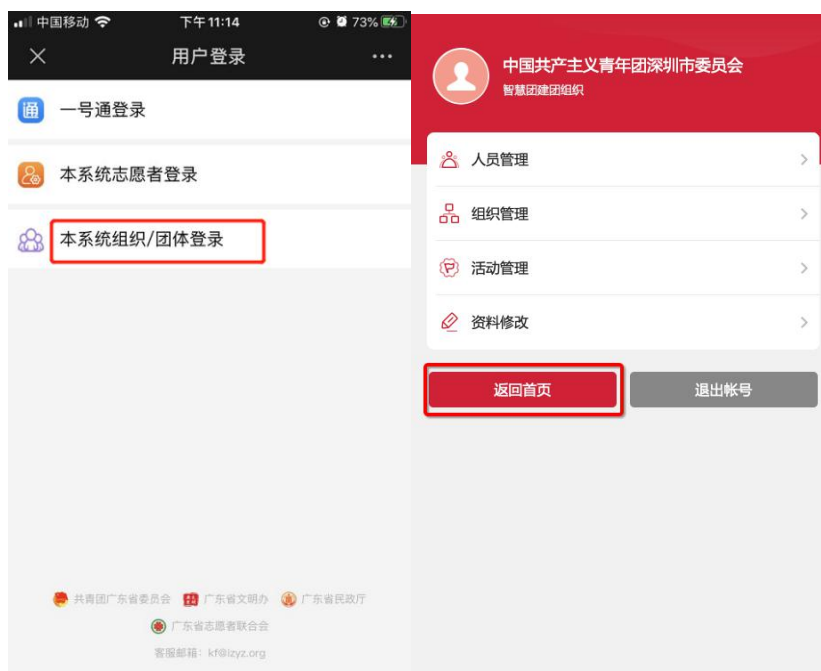 中国移动 下午11:14 73%
用户登录
通 一号通登录
本系统志愿者登录
本系统组织/团体登录
共青团广东省委员会 广东省文明办 广东省民政厅
广东省志愿者联合会
客服邮箱：kf@izyz.org
中国共产主义青年团深圳市委员会
智慧团建团组织
人员管理
组织管理
活动管理
资料修改
返回首页 退出帐号